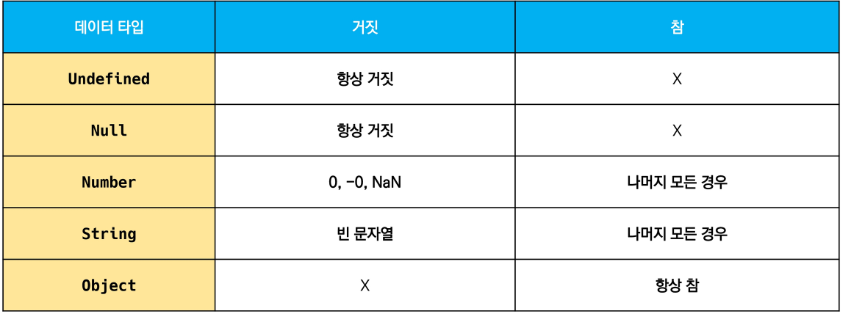 데이터 타입 거짓 참
Undefined 항상 거짓 X
Null 항상 거짓 X
Number 0, -0, NaN 나머지 모든 경우
String 빈 문자열 나머지 모든 경우
Object X 항상 참